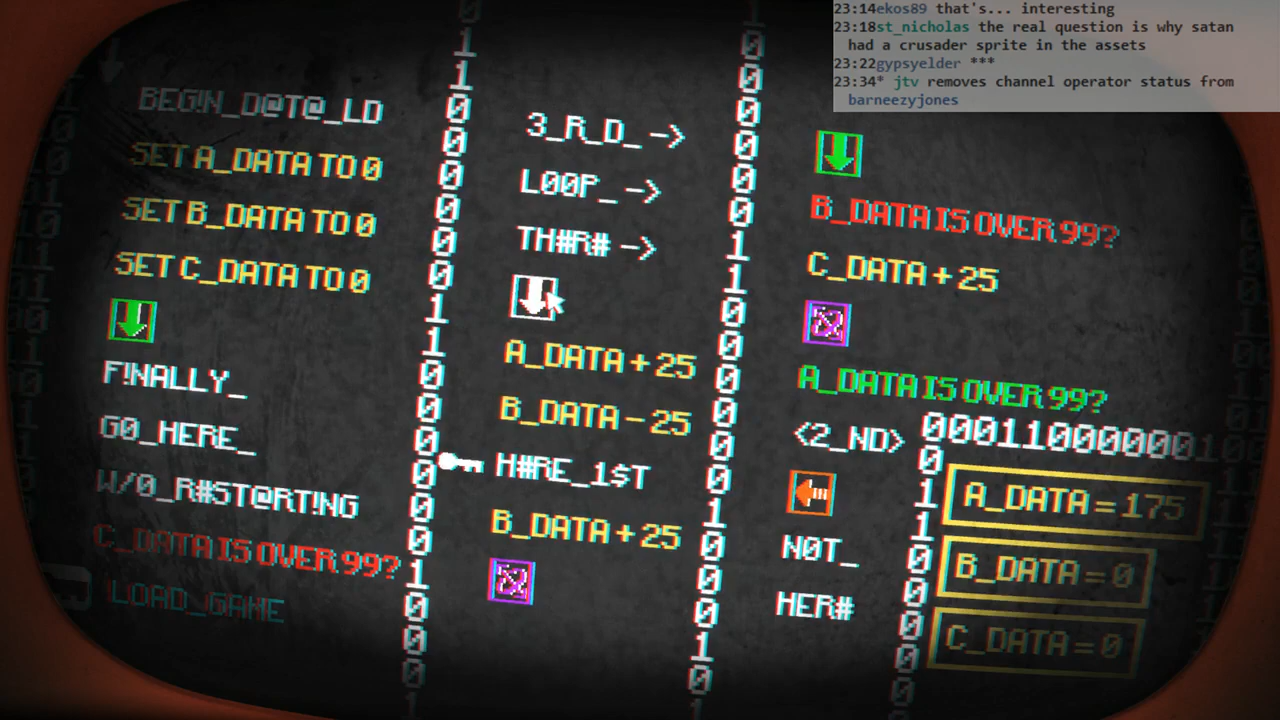 23:14ekos89 that's... interesting
23:18st_nicholas the real question is why satan
had a crusader sprite in the assets
23:22gypsyelder ***
23:34* jtv removes channel operator status from
barneezyjones
BEG!N_D@T@_LD
SET A_DATA TO 0
SET B_DATA TO 0
SET C_DATA TO 0
F!NALLY_
G0_HERE_
W/0_R#ST@RT!NG
C_DATA IS OVER 99?
LOAD_GAME
3_R_D_ ->
L00P_ ->
TH#R# ->
A_DATA + 25
B_DATA - 25
H#RE_1$T
B_DATA + 25
B_DATA IS OVER 99?
C_DATA + 25
A_DATA IS OVER 99?
<2_ND>
N0T_
HER#
000110000001
A_DATA = 175
B_DATA = 0
C_DATA = 0